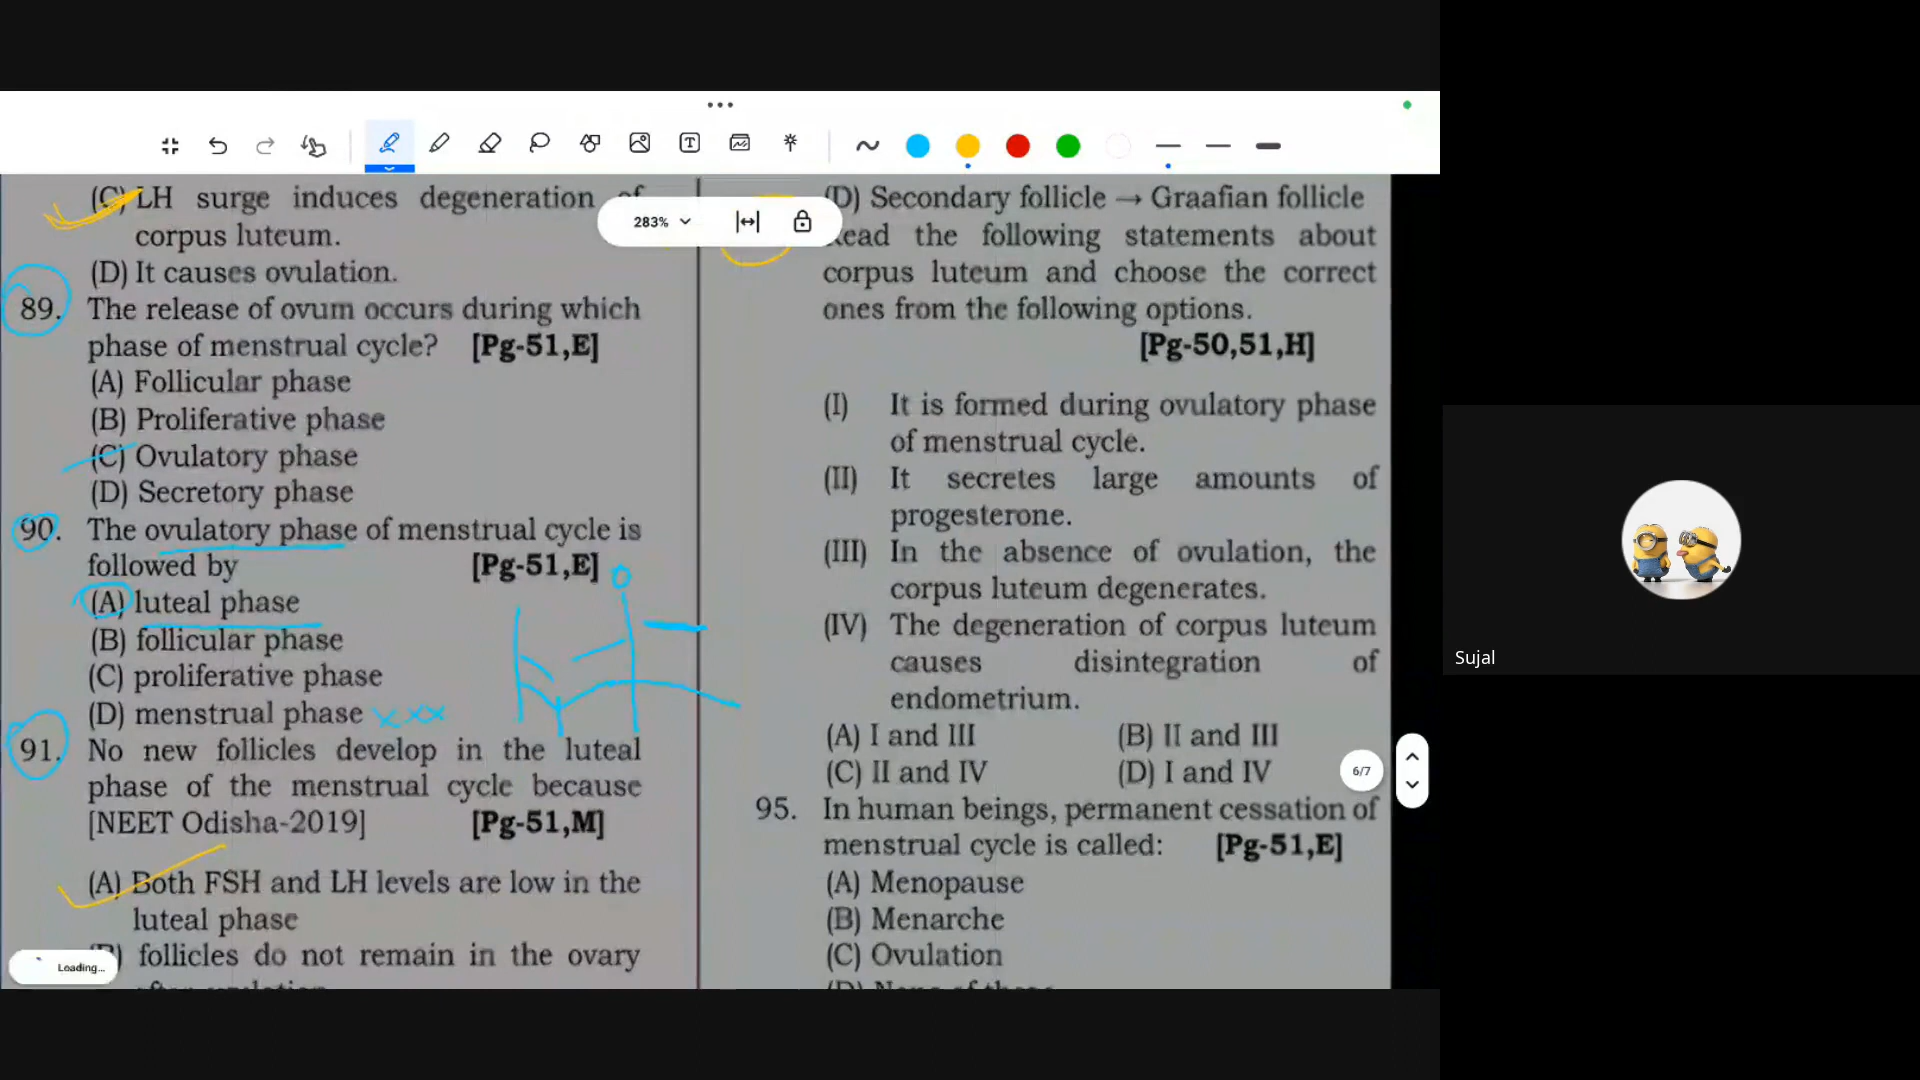 283%
(C) LH surge induces degeneration of
corpus luteum.
(D) It causes ovulation.
89. The release of ovum occurs during which
phase of menstrual cycle? [Pg-51,E]
(A) Follicular phase
(B) Proliferative phase
(C) Ovulatory phase
(D) Secretory phase
90. The ovulatory phase of menstrual cycle is
followed by [Pg-51,E]
(A) luteal phase
(B) follicular phase
(C) proliferative phase
(D) menstrual phase xxx
91. No new follicles develop in the luteal
phase of the menstrual cycle because
[NEET Odisha-2019] [Pg-51,M]
(A) Both FSH and LH levels are low in the
luteal phase
follicles do not remain in the ovary
Loading...
(D) Secondary follicle → Graafian follicle
Read the following statements about
corpus luteum and choose the correct
ones from the following options.
[Pg-50,51,H]
(I) It is formed during ovulatory phase
of menstrual cycle.
(II) It secretes large amounts of
progesterone.
(III) In the absence of ovulation, the
corpus luteum degenerates.
(IV) The degeneration of corpus luteum
causes disintegration of
endometrium.
(A) I and III (B) II and III
(C) II and IV (D) I and IV
6/7
95. In human beings, permanent cessation of
menstrual cycle is called: [Pg-51,E]
(A) Menopause
(B) Menarche
(C) Ovulation
Sujal